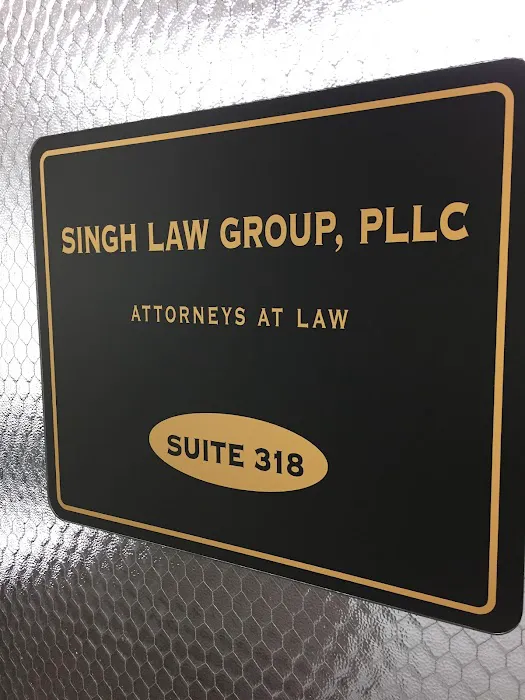 SINGH LAW GROUP, PLLC
ATTORNEYS AT LAW
SUITE 318